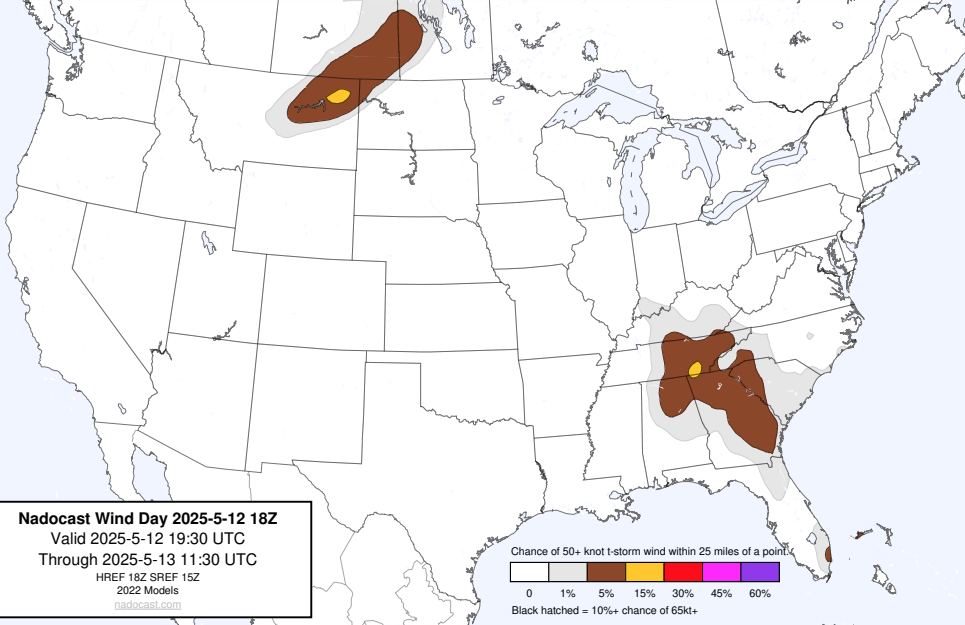 Nadocast Wind Day 2025-5-12 18Z
Valid 2025-5-12 19:30 UTC
Through 2025-5-13 11:30 UTC
HREF 18Z SREF 15Z
2022 Models
nadocast.com
Chance of 50+ knot t-storm wind within 25 miles of a point.
0 1% 5% 15% 30% 45% 60%
Black hatched = 10%+ chance of 65kt+